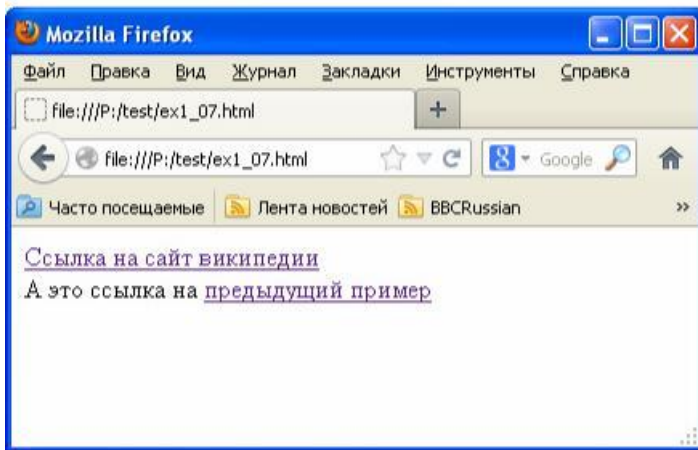 Mozilla Firefox
Файл Правка Вид Журнал Закладки Инструменты Справка
file:///P:/test/ex1_07.html
file:///P:/test/ex1_07.html Google
Часто посещаемые Лента новостей BBCRussian
Ссылка на сайт википедии
А это ссылка на предыдущий пример